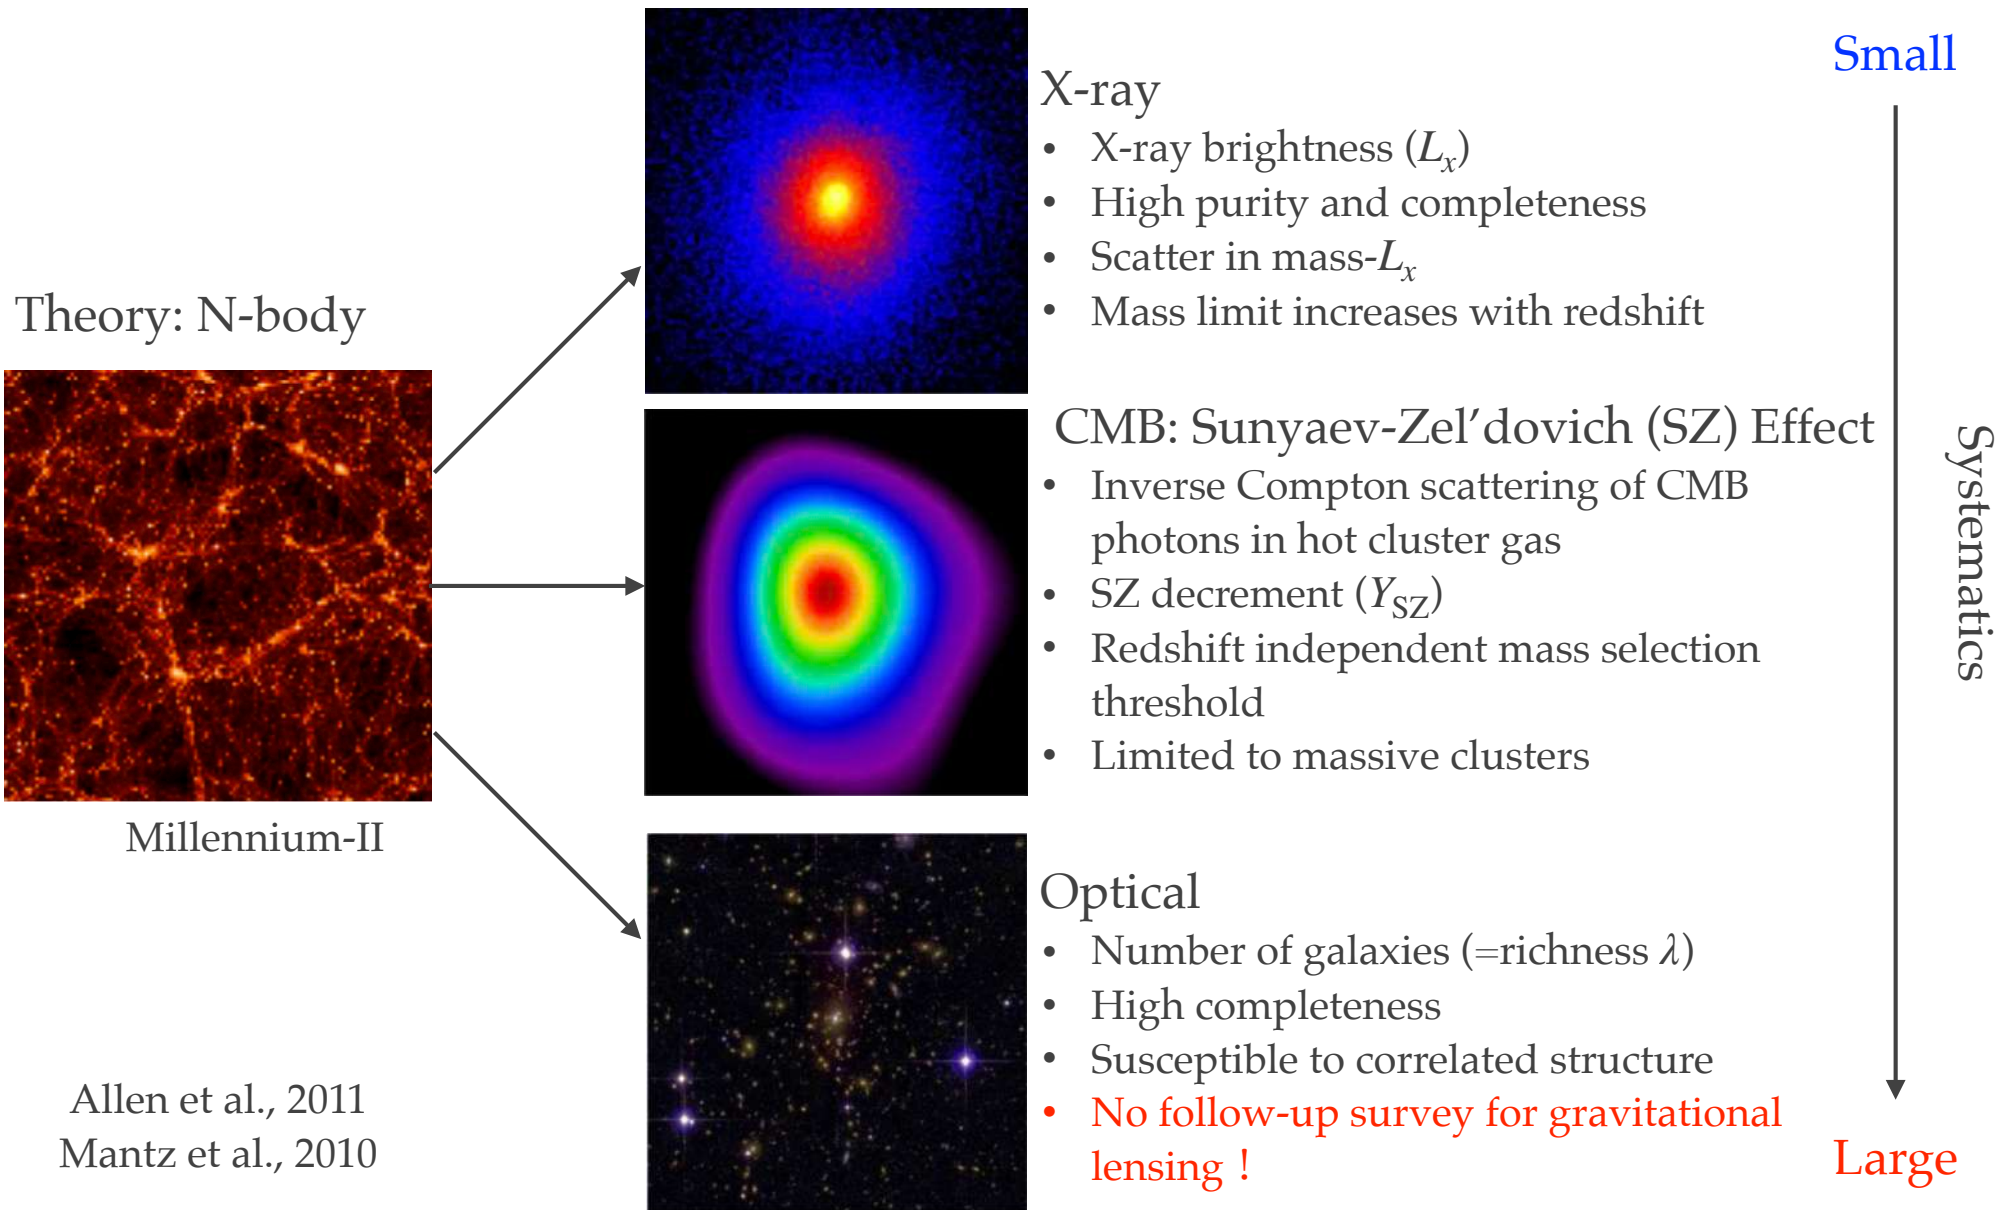 Theory: N-body
Millennium-II
Allen et al., 2011
Mantz et al., 2010
X-ray
• X-ray brightness (Lₓ)
• High purity and completeness
• Scatter in mass-Lₓ
• Mass limit increases with redshift
CMB: Sunyaev-Zel’dovich (SZ) Effect
• Inverse Compton scattering of CMB
photons in hot cluster gas
• SZ decrement (Y_SZ)
• Redshift independent mass selection
threshold
• Limited to massive clusters
Optical
• Number of galaxies (=richness λ)
• High completeness
• Susceptible to correlated structure
• No follow-up survey for gravitational
lensing !
Small
Systematics
Large